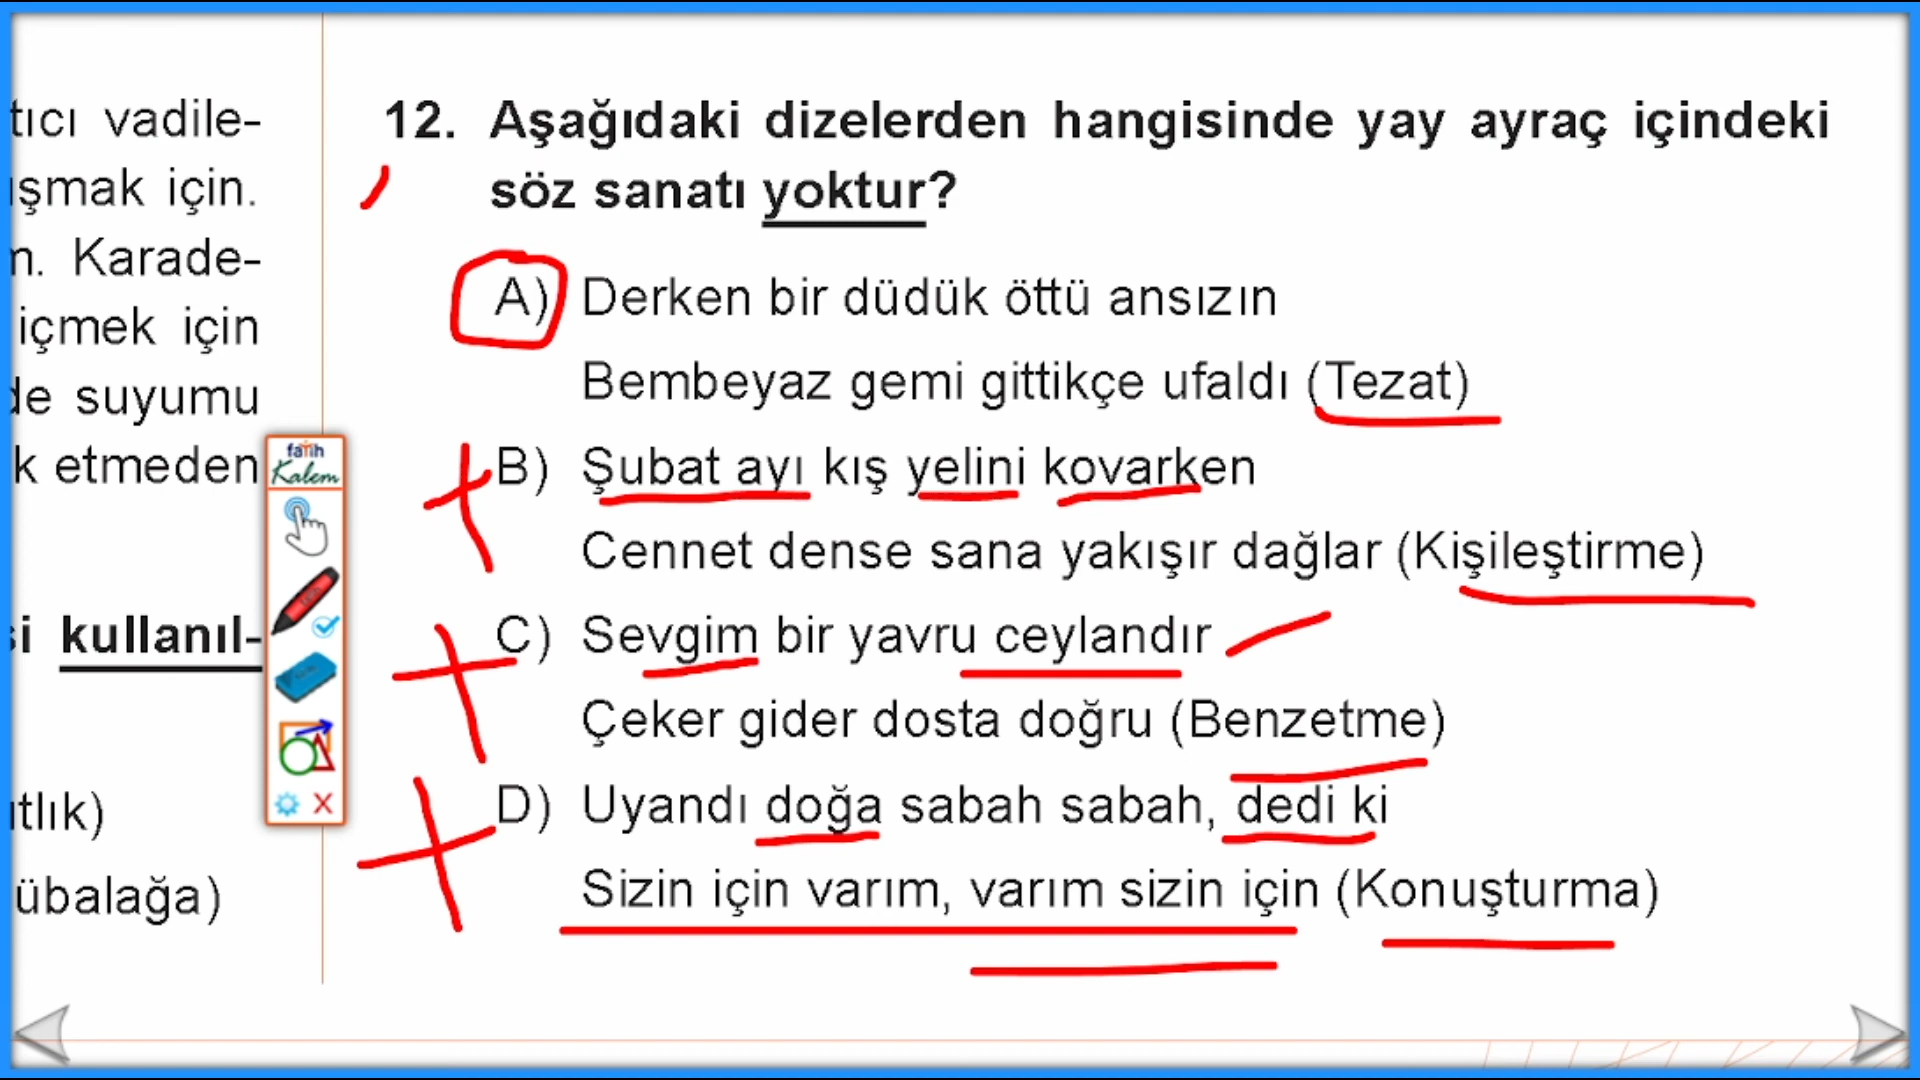 tıcı vadile-
ışmak için.
m. Karade-
içmek için
de suyumu
k etmeden
si kullanıl-
ıtlık)
übalağa)
fatih
Kalem
12. Aşağıdaki dizelerden hangisinde yay ayraç içindeki
söz sanatı yoktur?
A) Derken bir düdük öttü ansızın
Bembeyaz gemi gittikçe ufaldı (Tezat)
B) Şubat ayı kış yelini kovarken
Cennet dense sana yakışır dağlar (Kişileştirme)
C) Sevgim bir yavru ceylandır
Çeker gider dosta doğru (Benzetme)
D) Uyandı doğa sabah sabah, dedi ki
Sizin için varım, varım sizin için (Konuşturma)